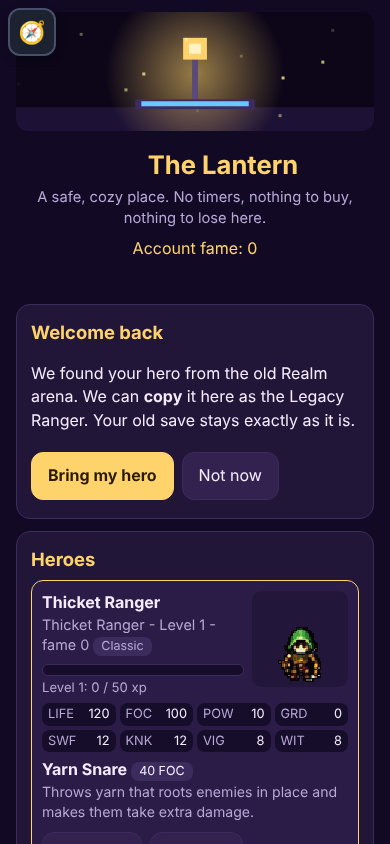 The Lantern
A safe, cozy place. No timers, nothing to buy,
nothing to lose here.
Account fame: 0
Welcome back
We found your hero from the old Realm
arena. We can copy it here as the Legacy
Ranger. Your old save stays exactly as it is.
Bring my hero
Not now
Heroes
Thicket Ranger
Thicket Ranger - Level 1 -
fame 0 Classic
Level 1: 0 / 50 xp
LIFE 120 FOC 100 POW 10 GRD 0
SWF 12 KNK 12 VIG 8 WIT 8
Yarn Snare 40 FOC
Throws yarn that roots enemies in place and
makes them take extra damage.